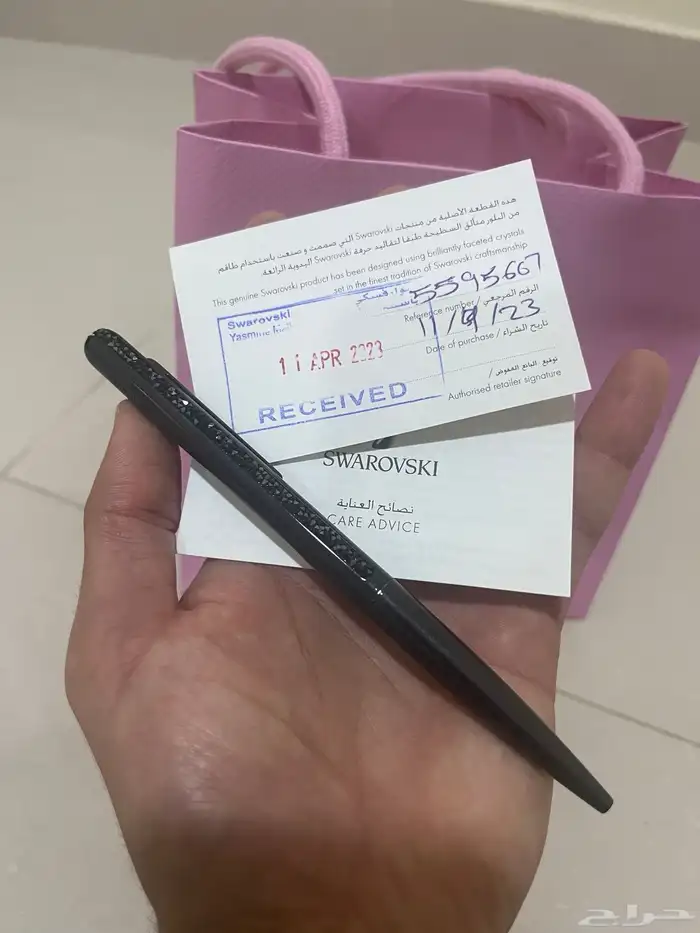 هذه القطعة الأصلية من منتجات Swarovski التي صممت و صنعت باستخدام طاقم
من البلور متألق السطيحة طبقا لتقاليد حرفة Swarovski اليدوية الرائعة
This genuine Swarovski product has been designed using brilliantly faceted crystals
set in the finest tradition of Swarovski craftsmanship
5595667
Reference number / الرقم المرجعي
11/4/23
Date of purchase / تاريخ الشراء
توقيع البائع المفوض /
Authorised retailer signature
Swarovski
Yasmine
11 APR 2023
RECEIVED
SWAROVSKI
نصائح العناية
CARE ADVICE
حراج